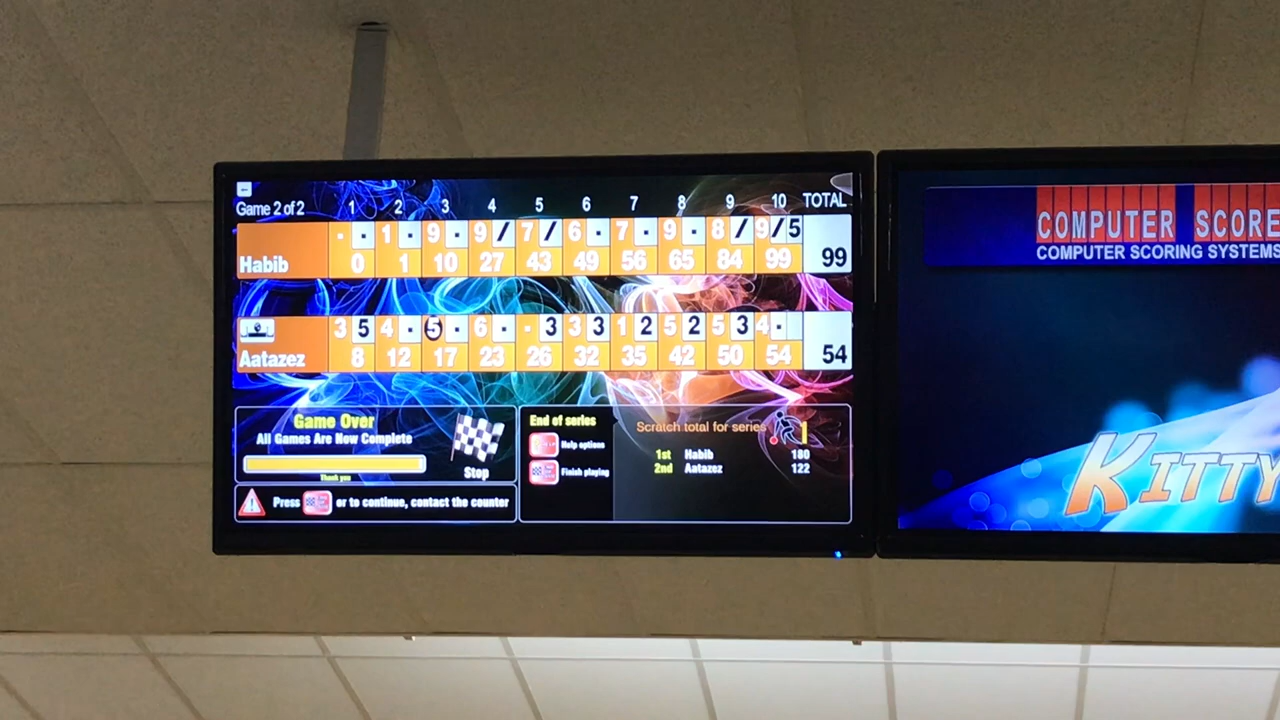 Game 2 of 2 1 2 3 4 5 6 7 8 9 10 TOTAL
- - 1 - 9 - 9 / 7 / 6 - 7 - 9 - 8 / 9 / 5
Habib 0 1 10 27 43 49 56 65 84 99 99
3 5 4 - 5 - 6 - - 3 3 3 1 2 5 2 5 3 4 -
Aatazez 8 12 17 23 26 32 35 42 50 54 54
Game Over
All Games Are Now Complete
Stop
Thank you
Press or to continue, contact the counter
End of series
Help options
Finish playing
Scratch total for series 1
1st Habib 180
2nd Aatazez 122
COMPUTER SCORE
COMPUTER SCORING SYSTEMS
KITTY